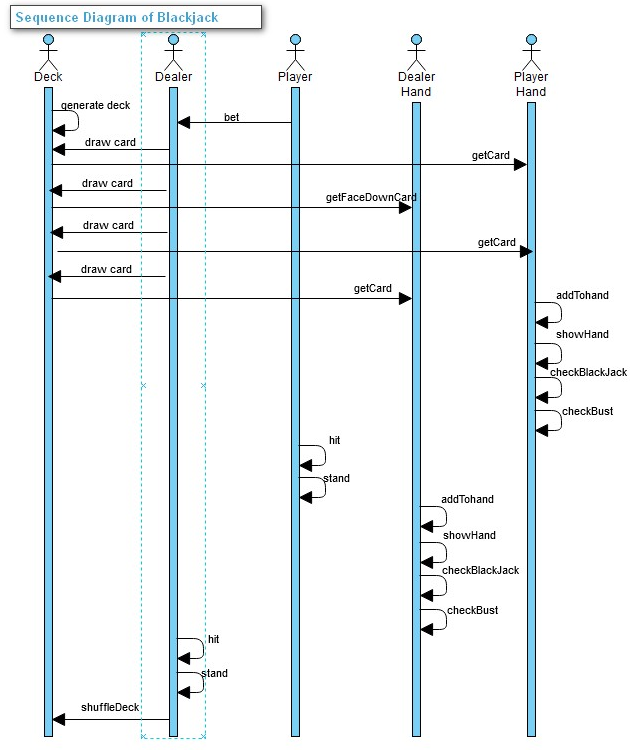 Sequence Diagram of Blackjack
Deck
Dealer
Player
Dealer
Hand
Player
Hand
generate deck
bet
draw card
getCard
draw card
getFaceDownCard
draw card
getCard
draw card
getCard
addTohand
showHand
checkBlackJack
checkBust
hit
stand
addTohand
showHand
checkBlackJack
checkBust
hit
stand
shuffleDeck